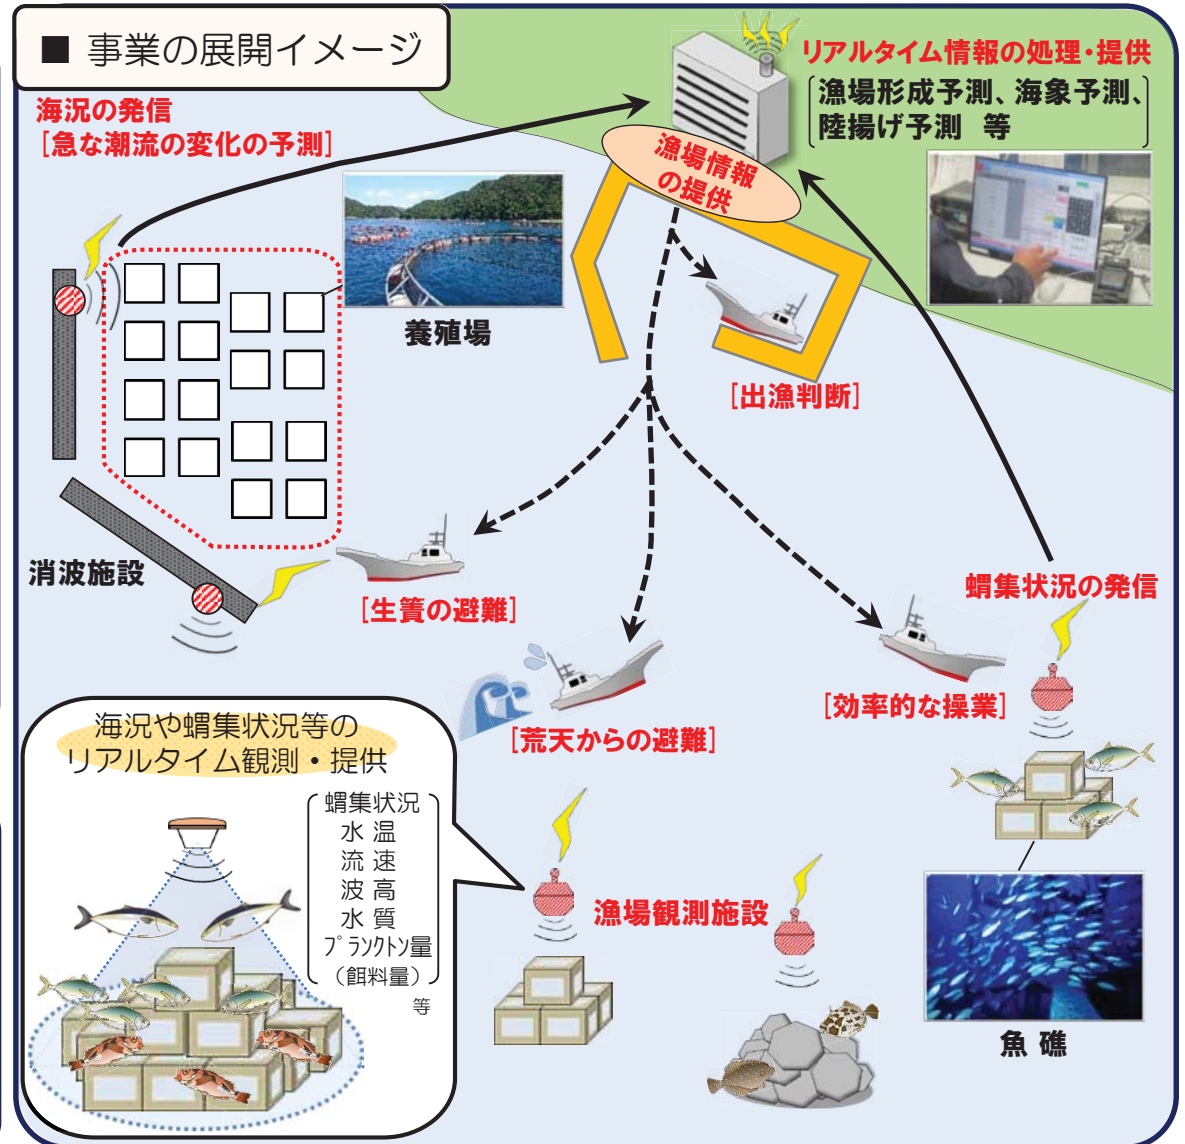 ■ 事業の展開イメージ
海況の発信
[急な潮流の変化の予測]
リアルタイム情報の処理・提供
漁場形成予測、海象予測、
陸揚げ予測 等
漁場情報
の提供
養殖場
[出漁判断]
消波施設
[生簀の避難]
蝟集状況の発信
[効率的な操業]
[荒天からの避難]
海況や蝟集状況等の
リアルタイム観測・提供
蝟集状況
水 温
流 速
波 高
水 質
プランクトン量
（餌料量）
等
漁場観測施設
魚 礁